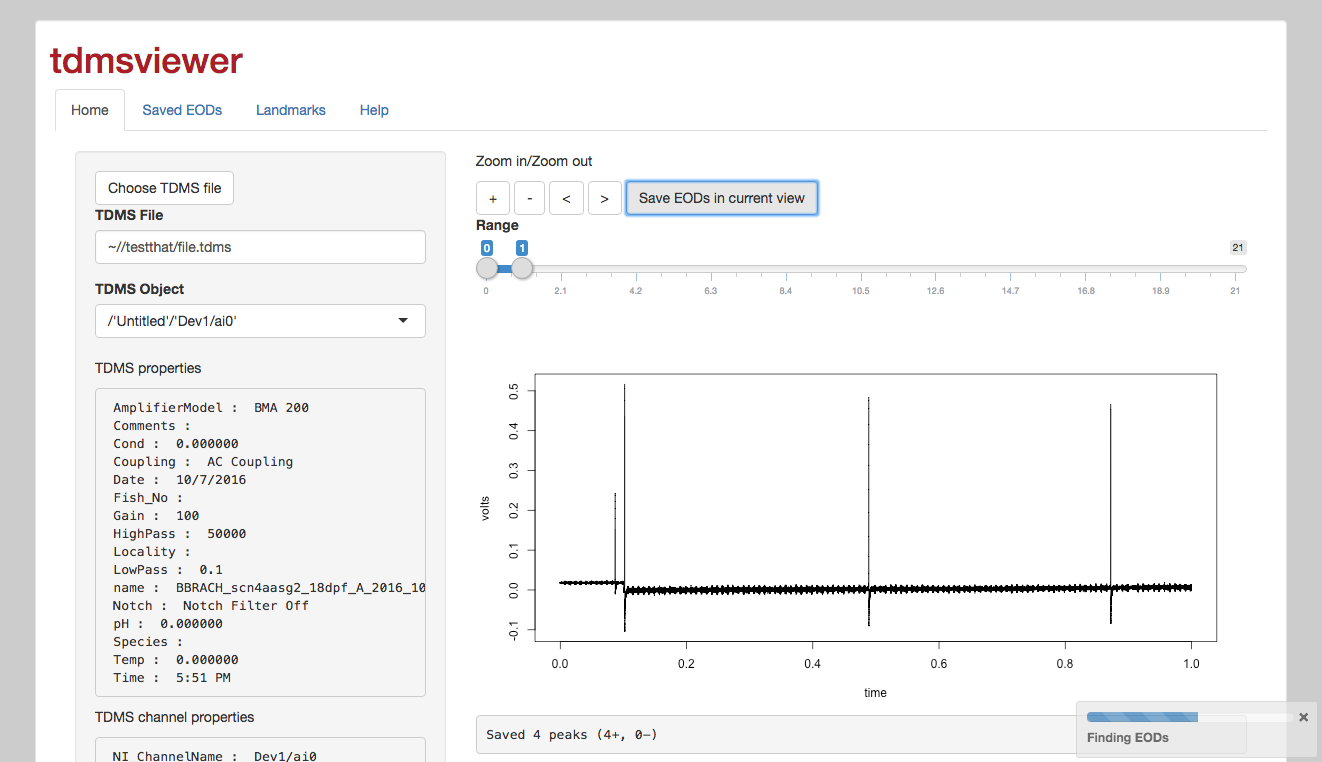 tdmsviewer
Home Saved EODs Landmarks Help
Choose TDMS file
TDMS File
~//testthat/file.tdms
TDMS Object
/'Untitled'/'Dev1/ai0'
TDMS properties
AmplifierModel : BMA 200
Comments :
Cond : 0.000000
Coupling : AC Coupling
Date : 10/7/2016
Fish_No :
Gain : 100
HighPass : 50000
Locality :
LowPass : 0.1
name : BBRACH_scn4aasg2_18dpf_A_2016_10
Notch : Notch Filter Off
pH : 0.000000
Species :
Temp : 0.000000
Time : 5:51 PM
TDMS channel properties
NI_ChannelName : Dev1/ai0
Zoom in/Zoom out
+ - < > Save EODs in current view
Range
0 1 21
0 2.1 4.2 6.3 8.4 10.5 12.6 14.7 16.8 18.9 21
0.5
0.4
0.3
0.2
0.1
0.0
-0.1
volts
0.0 0.2 0.4 0.6 0.8 1.0
time
Saved 4 peaks (4+, 0-)
×
Finding EODs